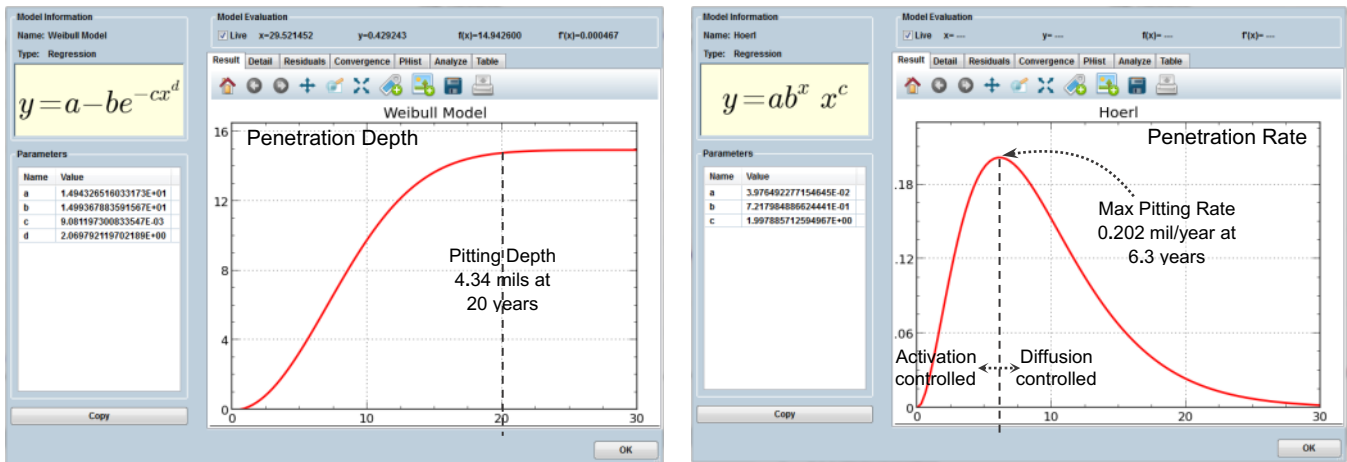 Model Information
Name: Weibull Model
Type: Regression
y=a−be^{−cx^d}
Parameters
Name Value
a 1.494326516033173E+01
b 1.499367883591567E+01
c 9.081197300833547E-03
d 2.069792119702189E+00
Copy
Model Evaluation
Live x=29.521452 y=0.429243 f(x)=14.942600 f'(x)=0.000467
Result Detail Residuals Convergence PHist Analyze Table
Weibull Model
Penetration Depth
16
12
8
4
0
0 10 20 30
Pitting Depth
4.34 mils at
20 years
OK
Model Information
Name: Hoerl
Type: Regression
y=ab^x x^c
Parameters
Name Value
a 3.976492277154645E-02
b 7.217984886624441E-01
c 1.997885712594967E+00
Copy
Model Evaluation
Live x= --- y= --- f(x)= --- f'(x)= ---
Result Detail Residuals Convergence PHist Analyze Table
Hoerl
Penetration Rate
.18
.12
.06
0
0 10 20 30
Max Pitting Rate
0.202 mil/year at
6.3 years
Activation
controlled
Diffusion
controlled
OK